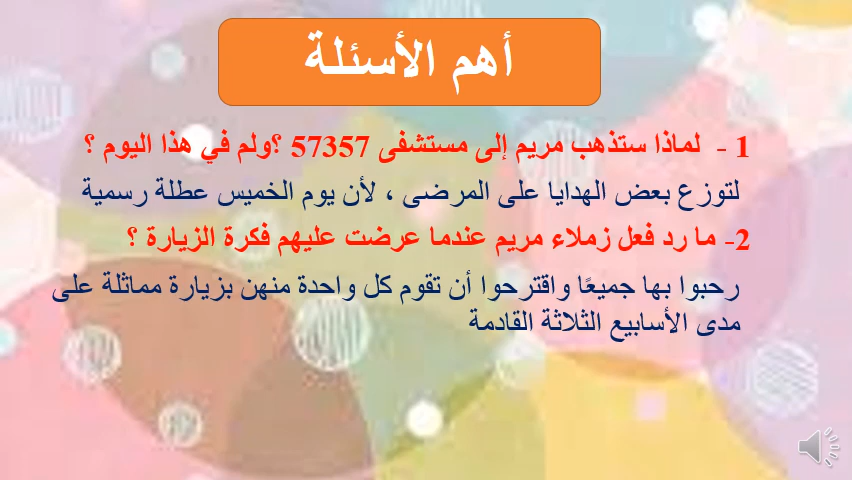 أهم الأسئلة
1 - لماذا ستذهب مريم إلى مستشفى 57357 ؟ولم في هذا اليوم ؟
لتوزع بعض الهدايا على المرضى ، لأن يوم الخميس عطلة رسمية
2- ما رد فعل زملاء مريم عندما عرضت عليهم فكرة الزيارة ؟
رحبوا بها جميعًا واقترحوا أن تقوم كل واحدة منهن بزيارة مماثلة على
مدى الأسابيع الثلاثة القادمة